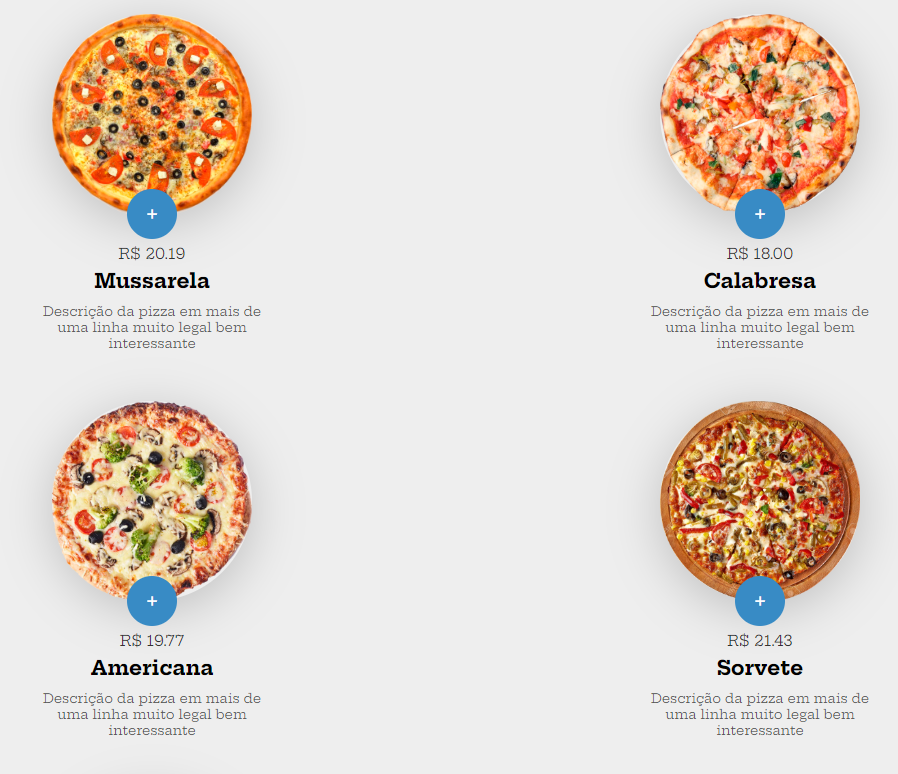 +
R$ 20.19
Mussarela
Descrição da pizza em mais de
uma linha muito legal bem
interessante
+
R$ 18.00
Calabresa
Descrição da pizza em mais de
uma linha muito legal bem
interessante
+
R$ 19.77
Americana
Descrição da pizza em mais de
uma linha muito legal bem
interessante
+
R$ 21.43
Sorvete
Descrição da pizza em mais de
uma linha muito legal bem
interessante